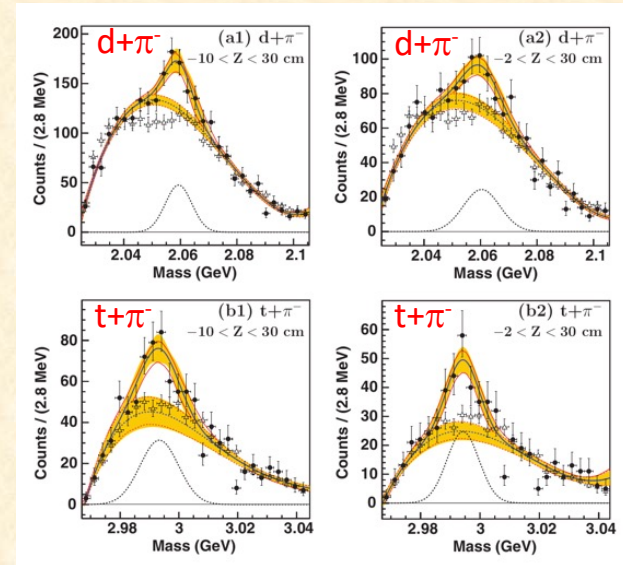 d+π⁻
(a1) d+π⁻
−10 < Z < 30 cm
Counts / (2.8 MeV)
200
150
100
50
0
2.04 2.06 2.08 2.1
Mass (GeV)
d+π⁻
(a2) d+π⁻
−2 < Z < 30 cm
Counts / (2.8 MeV)
100
80
60
40
20
0
2.04 2.06 2.08 2.1
Mass (GeV)
t+π⁻
(b1) t+π⁻
−10 < Z < 30 cm
Counts / (2.8 MeV)
80
60
40
20
0
2.98 3 3.02 3.04
Mass (GeV)
t+π⁻
(b2) t+π⁻
−2 < Z < 30 cm
Counts / (2.8 MeV)
60
50
40
30
20
10
0
2.98 3 3.02 3.04
Mass (GeV)